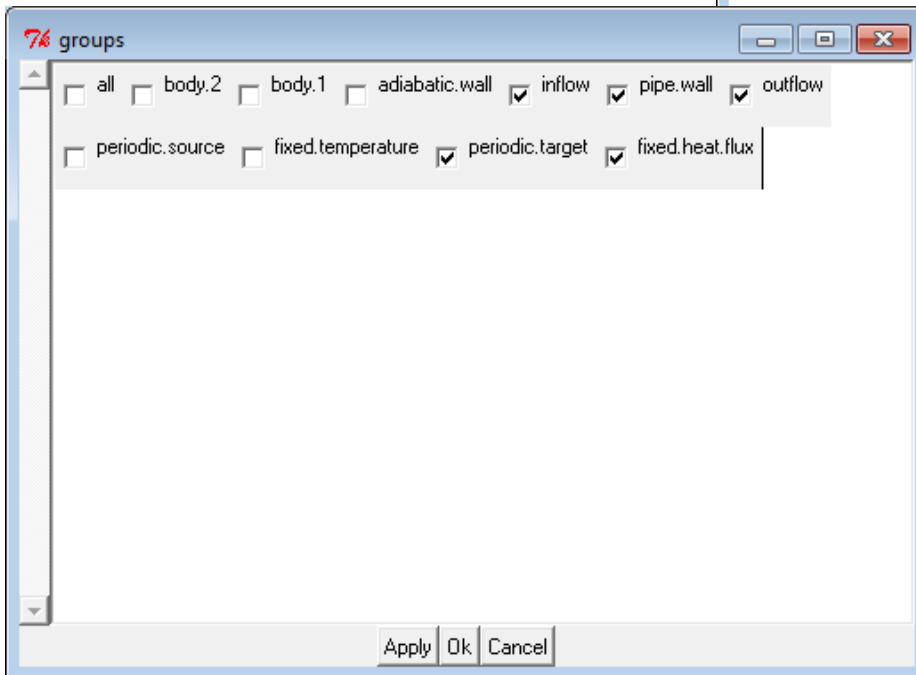 groups
all body.2 body.1 adiabatic.wall inflow pipe.wall outflow
periodic.source fixed.temperature periodic.target fixed.heat.flux
Apply Ok Cancel